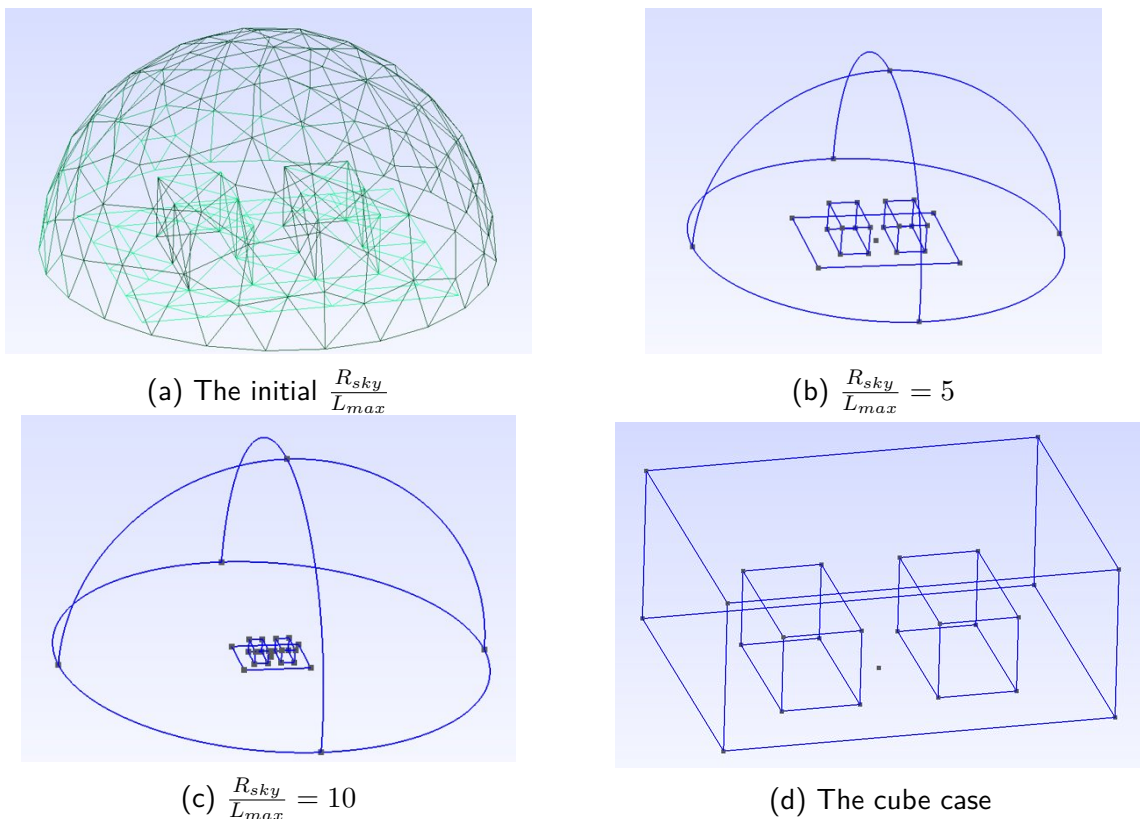 (a) The initial $\frac{R_{sky}}{L_{max}}$
(b) $\frac{R_{sky}}{L_{max}} = 5$
(c) $\frac{R_{sky}}{L_{max}} = 10$
(d) The cube case